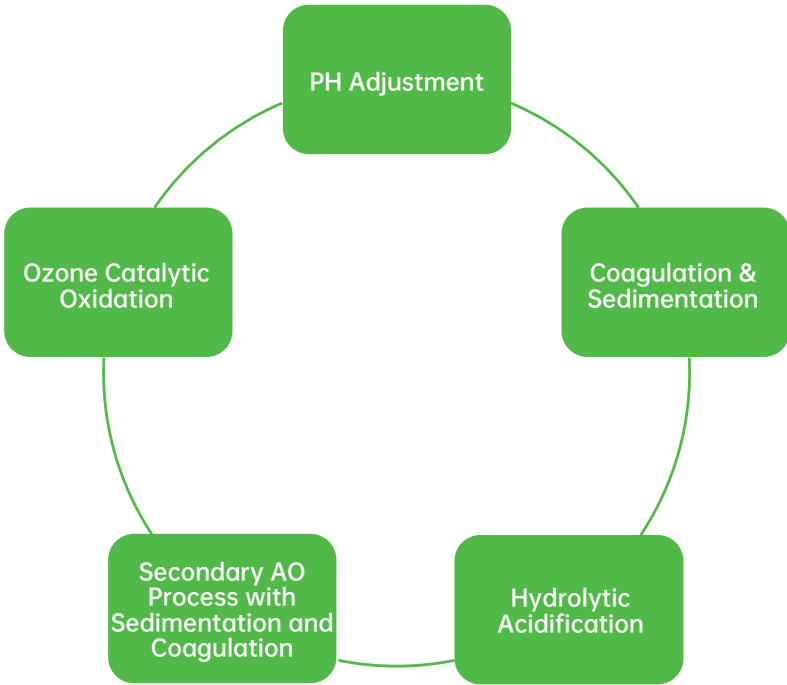 PH Adjustment
Coagulation &
Sedimentation
Hydrolytic
Acidification
Secondary AO
Process with
Sedimentation and
Coagulation
Ozone Catalytic
Oxidation